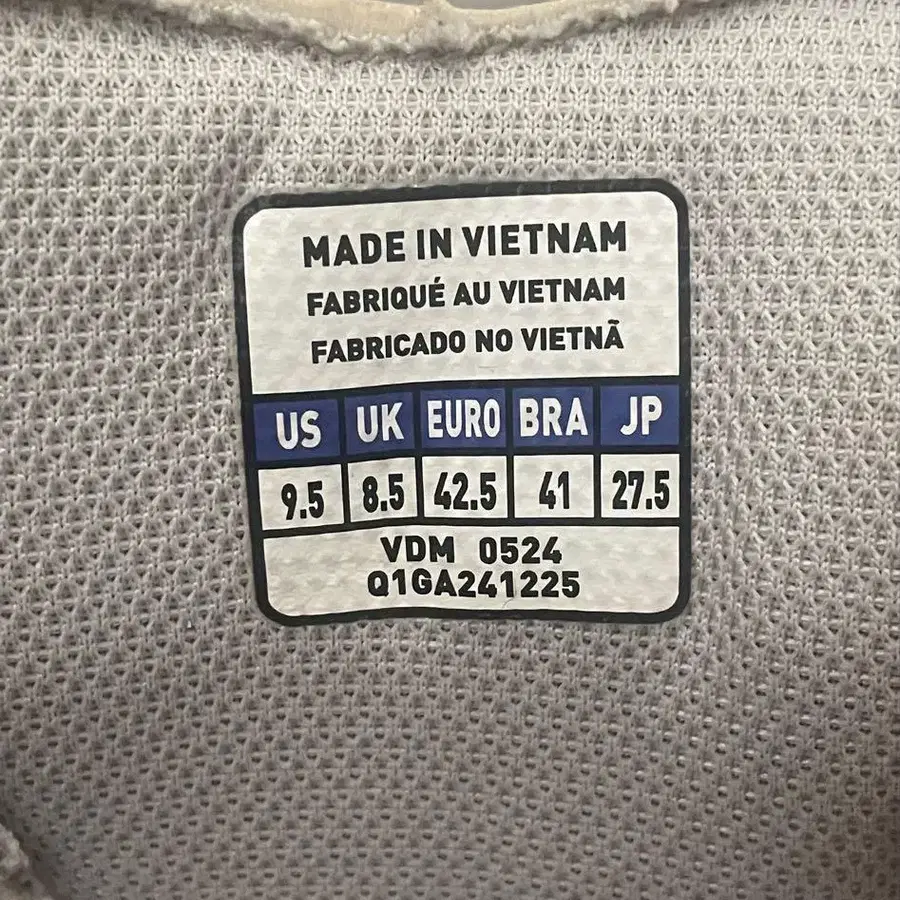 MADE IN VIETNAM
FABRIQUÉ AU VIETNAM
FABRICADO NO VIETNÃ
US UK EURO BRA JP
9.5 8.5 42.5 41 27.5
VDM 0524
Q1GA241225